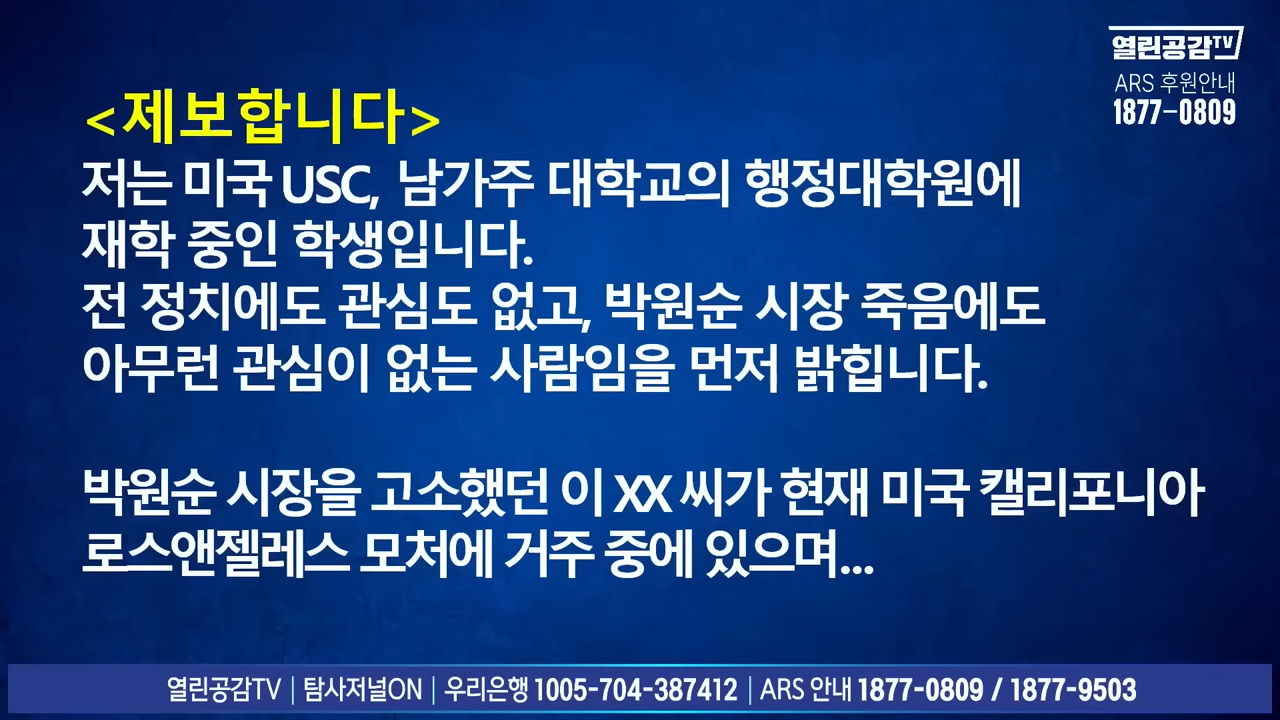 열린공감TV
ARS 후원안내
1877-0809
<제보합니다>
저는 미국 USC, 남가주 대학교의 행정대학원에
재학 중인 학생입니다.
전 정치에도 관심도 없고, 박원순 시장 죽음에도
아무런 관심이 없는 사람임을 먼저 밝힙니다.
박원순 시장을 고소했던 이 XX 씨가 현재 미국 캘리포니아
로스앤젤레스 모처에 거주 중에 있으며...
열린공감TV | 탐사저널ON | 우리은행 1005-704-387412 | ARS 안내 1877-0809 / 1877-9503